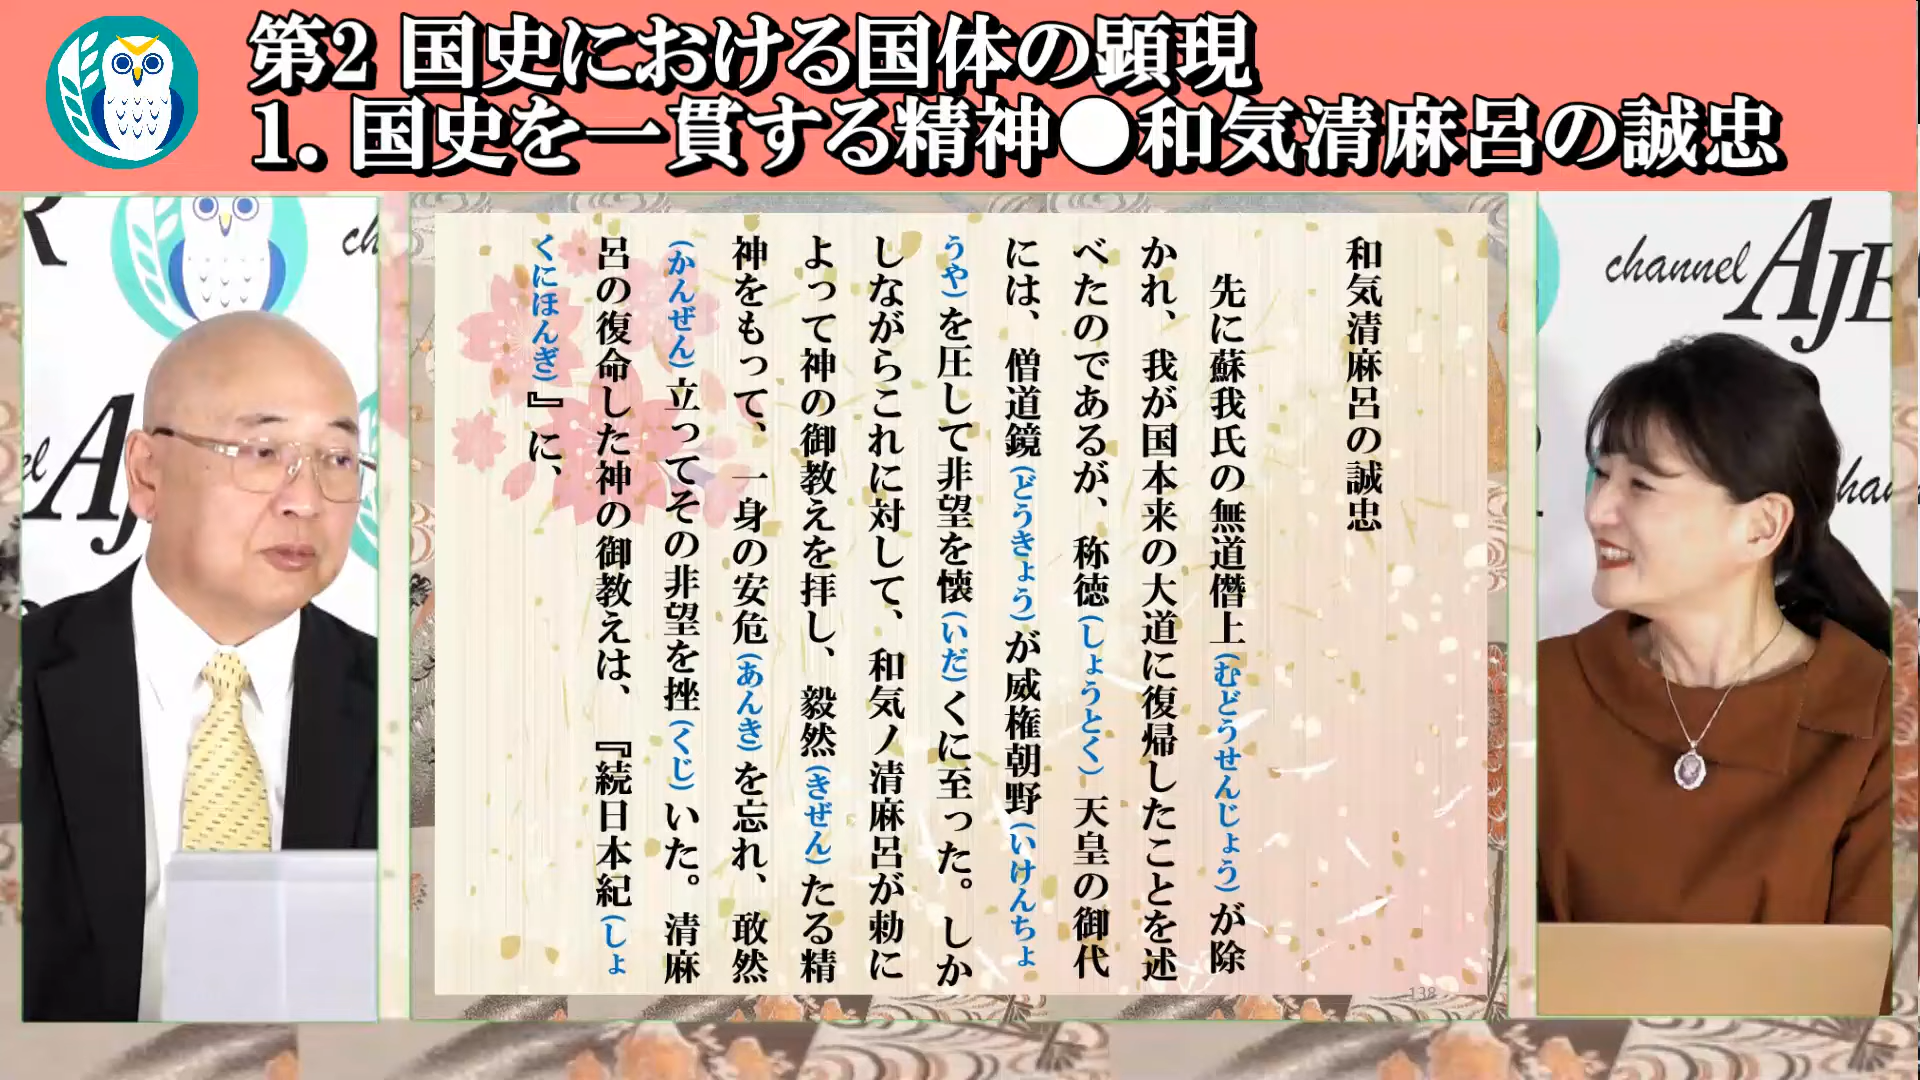 第2 国史における国体の顕現
1. 国史を一貫する精神●和気清麻呂の誠忠
channel AJE
ch
R
el AJ
han
和気清麻呂の誠忠
先に蘇我氏の無道僭上(むどうせんじょう)が除
かれ、我が国本来の大道に復帰したことを述
べたのであるが、称徳(しょうとく)天皇の御代
には、僧道鏡(どうきょう)が威権朝野(いけんちょ
うや)を圧して非望を懐(いだ)くに至った。しか
しながらこれに対して、和気ノ清麻呂が勅に
よって神の御教えを拝し、毅然(きぜん)たる精
神をもって、一身の安危(あんき)を忘れ、敢然
(かんぜん)立ってその非望を挫(くじ)いた。清麻
呂の復命した神の御教えは、『続日本紀(しょ
くにほんぎ)』に、
138